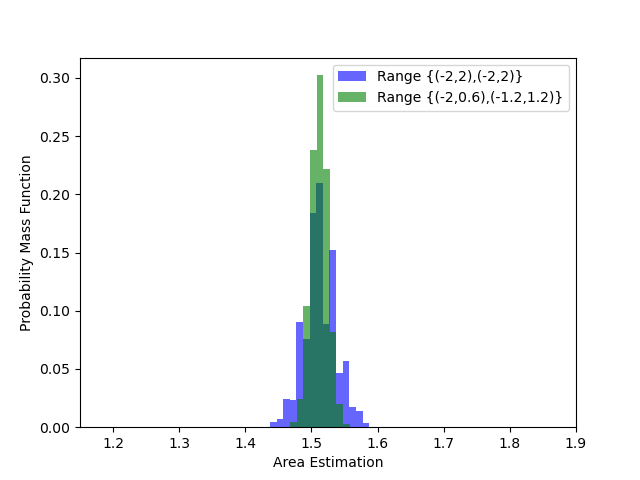 Range {(-2,2),(-2,2)}
Range {(-2,0.6),(-1.2,1.2)}
0.30
0.25
0.20
0.15
0.10
0.05
0.00
Probability Mass Function
1.2 1.3 1.4 1.5 1.6 1.7 1.8 1.9
Area Estimation